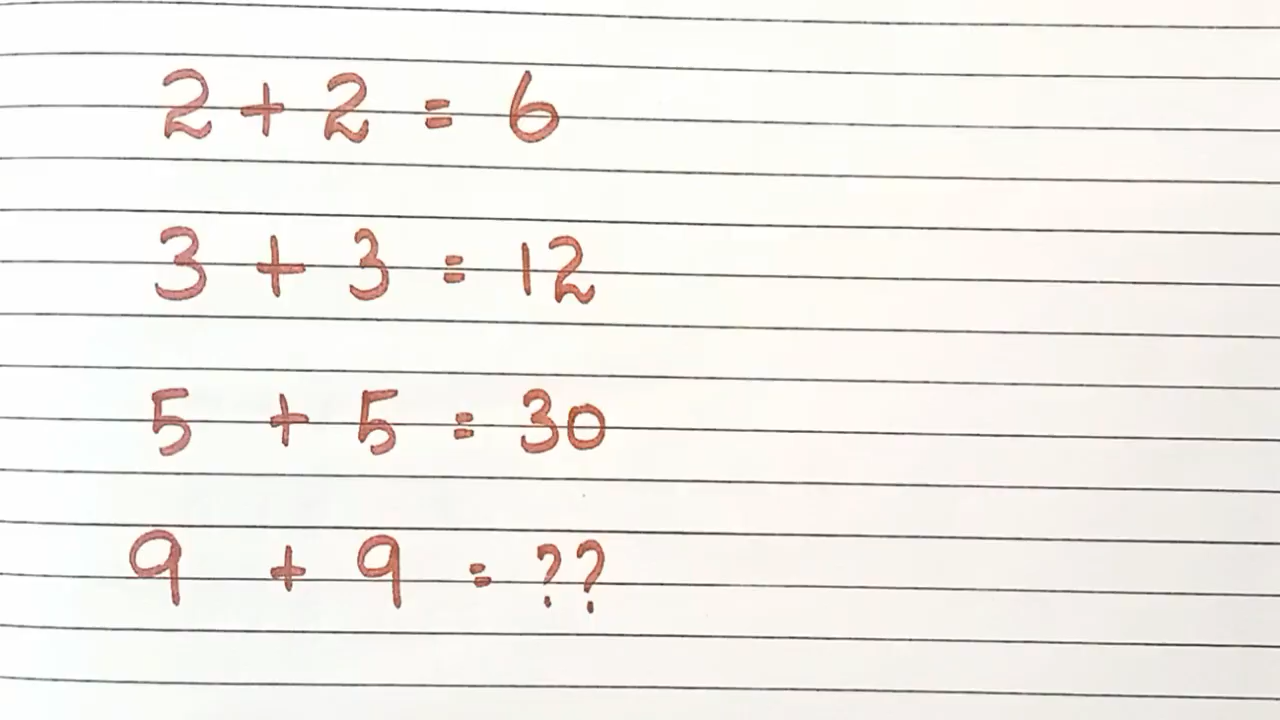 2 + 2 = 6
3 + 3 = 12
5 + 5 = 30
9 + 9 = ??